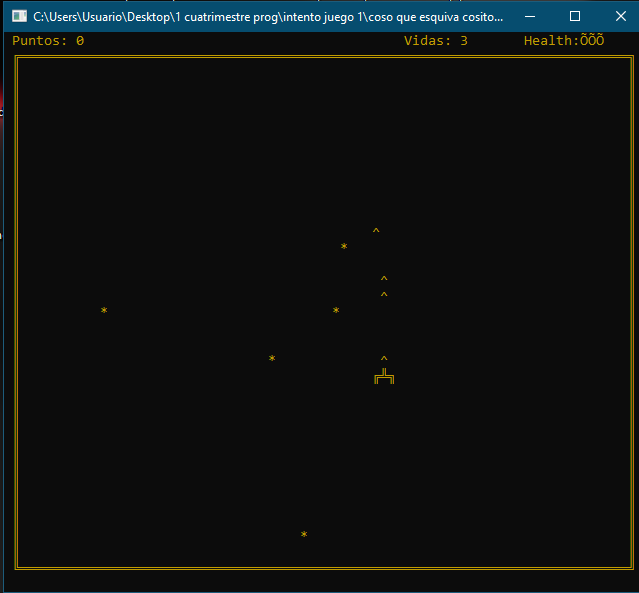 C:\Users\Usuario\Desktop\1 cuatrimestre prog\intento juego 1\coso que esquiva cosito...
Puntos: 0 Vidas: 3 Health:ÕÕÕ